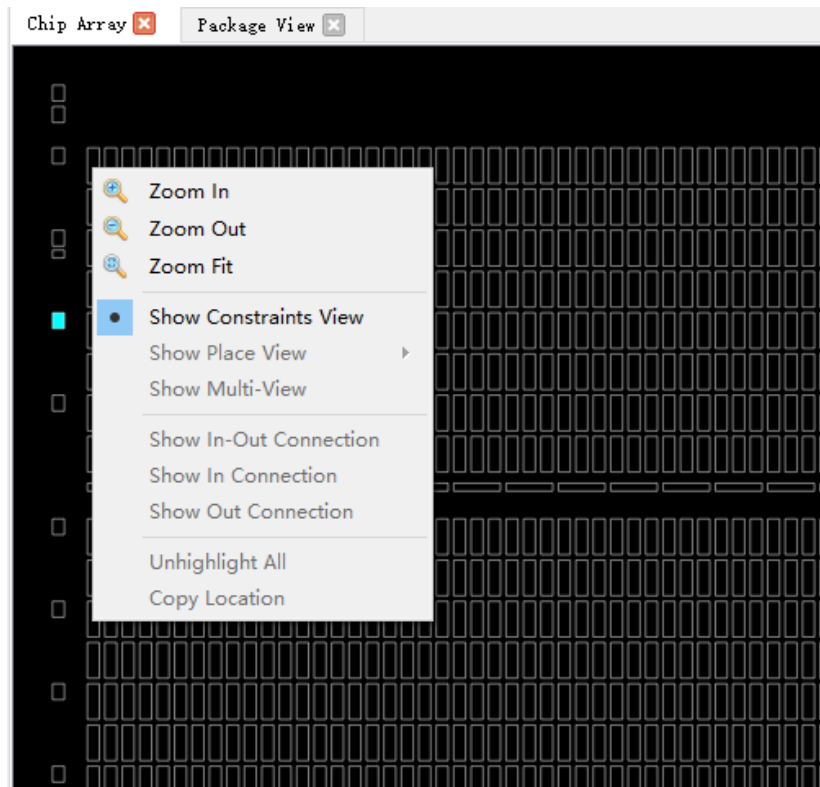 Chip Array Package View
Zoom In
Zoom Out
Zoom Fit
Show Constraints View
Show Place View
Show Multi-View
Show In-Out Connection
Show In Connection
Show Out Connection
Unhighlight All
Copy Location